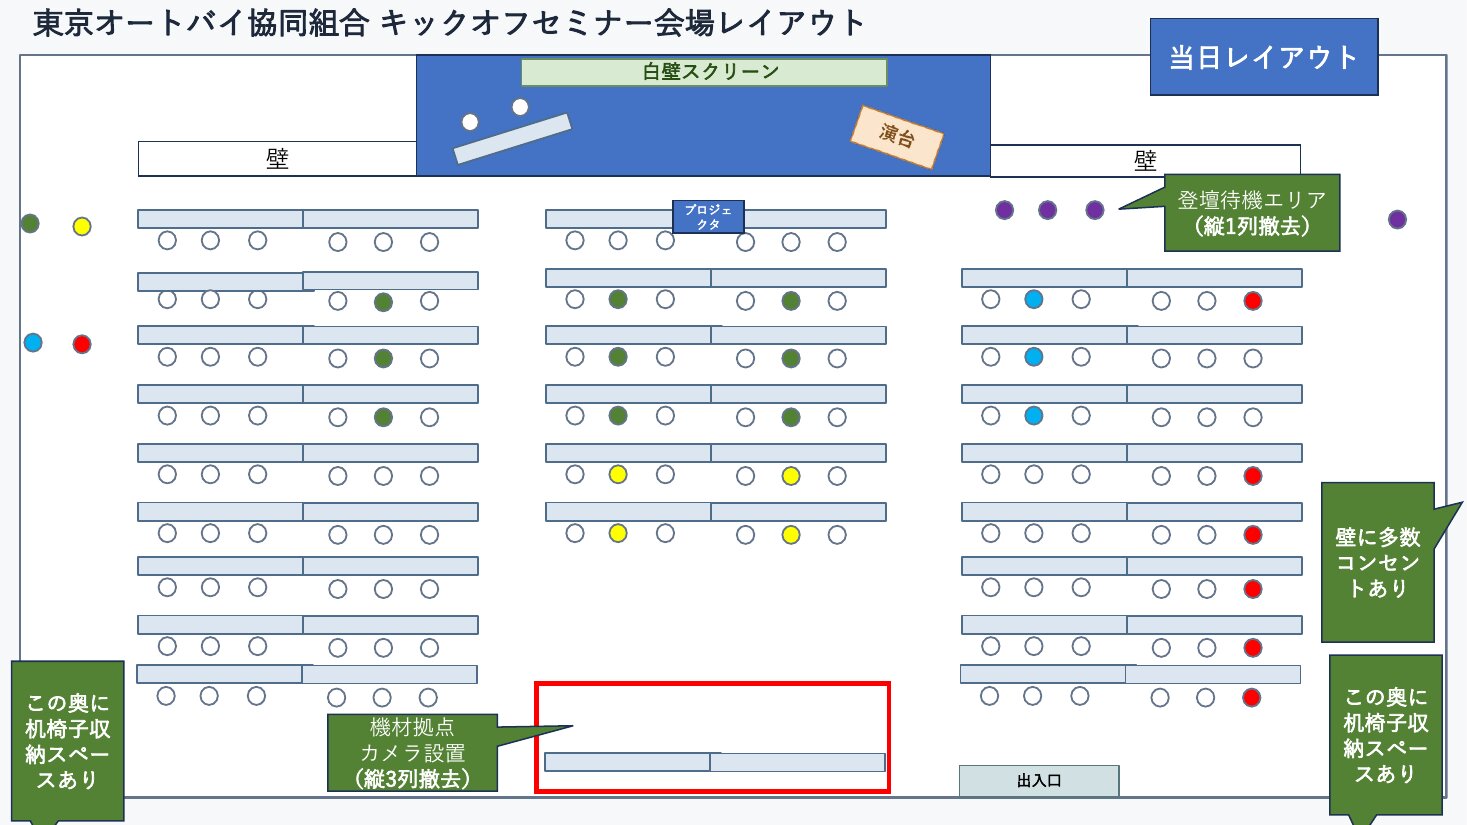 東京オートバイ協同組合 キックオフセミナー会場レイアウト
当日レイアウト
白壁スクリーン
演台
壁
壁
プロジェ
クタ
登壇待機エリア
（縦1列撤去）
壁に多数
コンセン
トあり
この奥に
机椅子収
納スペー
スあり
機材拠点
カメラ設置
（縦3列撤去）
出入口
この奥に
机椅子収
納スペー
スあり